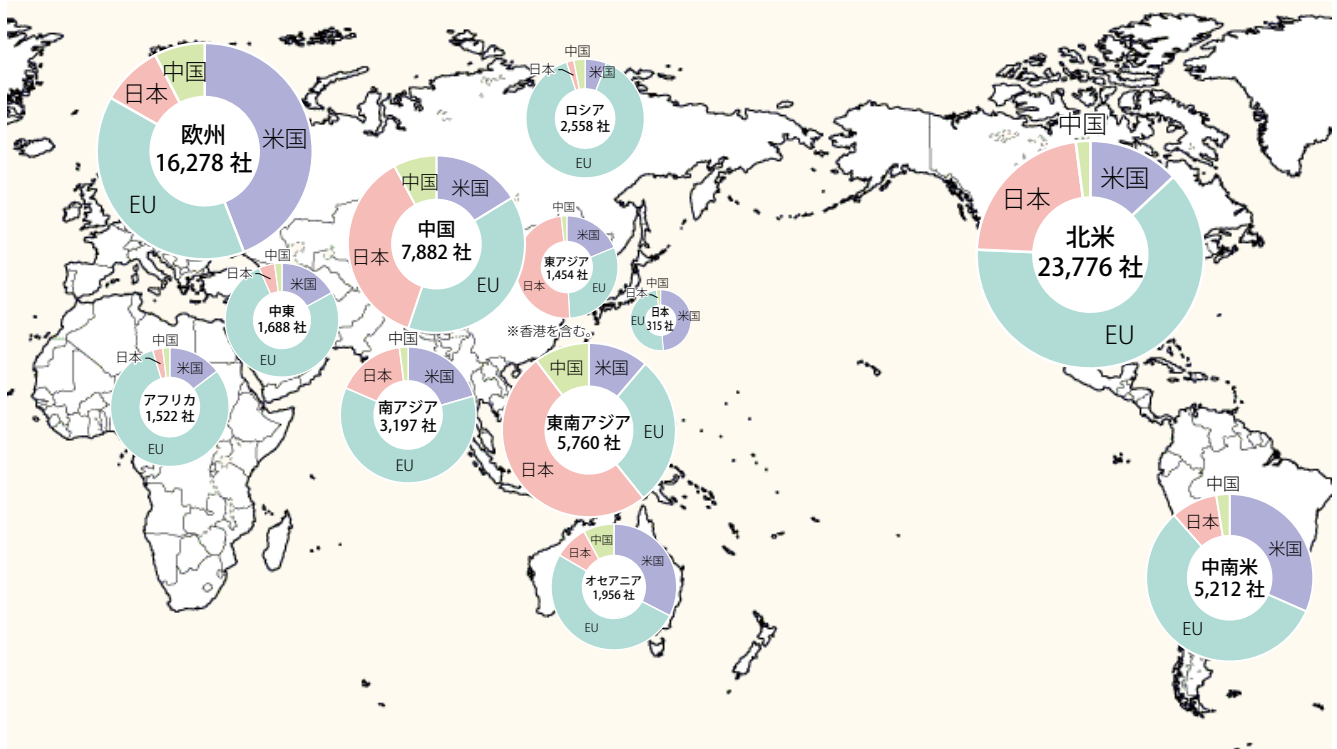 中国
日本
米国
欧州
16,278 社
EU
中国
日本
米国
ロシア
2,558 社
EU
中国
米国
日本
北米
23,776 社
EU
中国
米国
中国
7,882 社
日本
EU
中国
米国
東アジア
1,454 社
日本
EU
※香港を含む。
中国
日本
米国
EU
日本
315 社
中国
日本
米国
中東
1,688 社
EU
中国
日本
米国
アフリカ
1,522 社
EU
中国
日本
米国
南アジア
3,197 社
EU
中国
米国
東南アジア
5,760 社
EU
日本
中国
日本
米国
オセアニア
1,956 社
EU
中国
日本
米国
中南米
5,212 社
EU